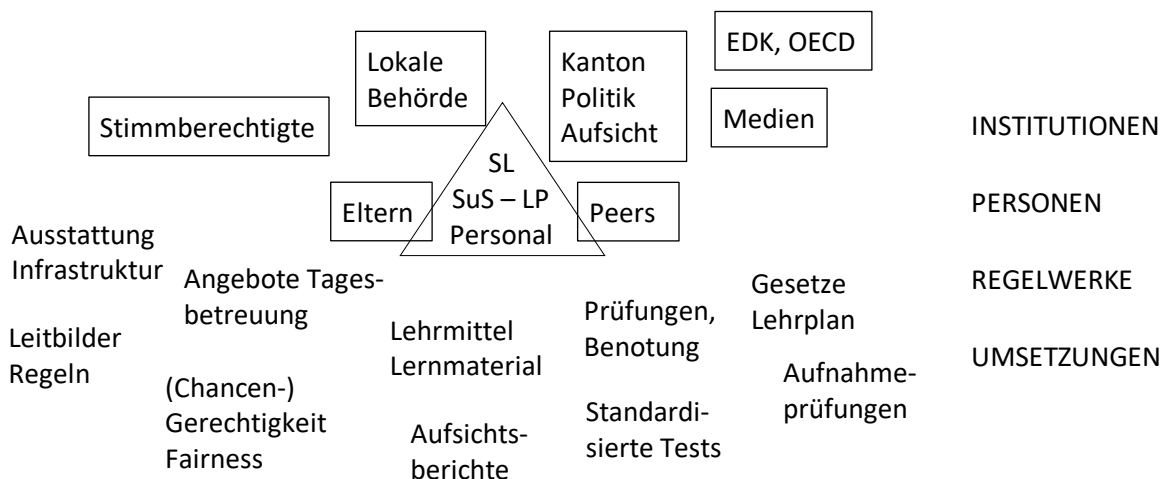 EDK, OECD
Lokale
Behörde
Kanton
Politik
Aufsicht
Medien
Stimmberechtigte
INSTITUTIONEN
SL
SuS – LP
Personal
Eltern
Peers
PERSONEN
Ausstattung
Infrastruktur
Angebote Tages-
betreuung
Gesetze
Lehrplan
REGELWERKE
Leitbilder
Regeln
Lehrmittel
Lernmaterial
Prüfungen,
Benotung
UMSETZUNGEN
Aufnahme-
prüfungen
(Chancen-)
Gerechtigkeit
Fairness
Aufsichts-
berichte
Standardi-
sierte Tests